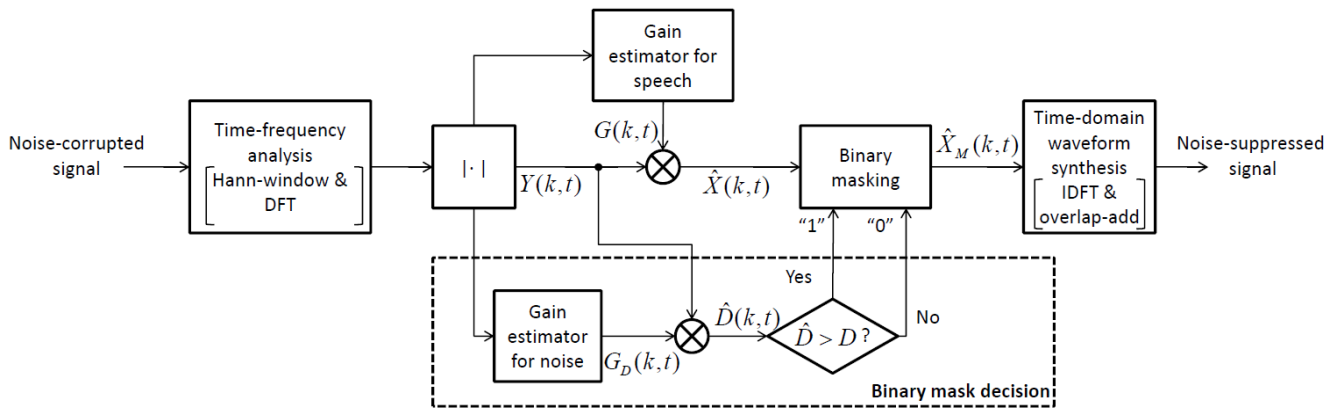 Noise-corrupted
signal
Time-frequency
analysis
Hann-window &
DFT
|·|
Y(k,t)
Gain
estimator for
speech
G(k,t)
X̂(k,t)
Binary
masking
X̂_M(k,t)
Time-domain
waveform
synthesis
IDFT &
overlap-add
Noise-suppressed
signal
"1"
"0"
Yes
No
Gain
estimator
for noise
G_D(k,t)
D̂(k,t)
D̂ > D ?
Binary mask decision